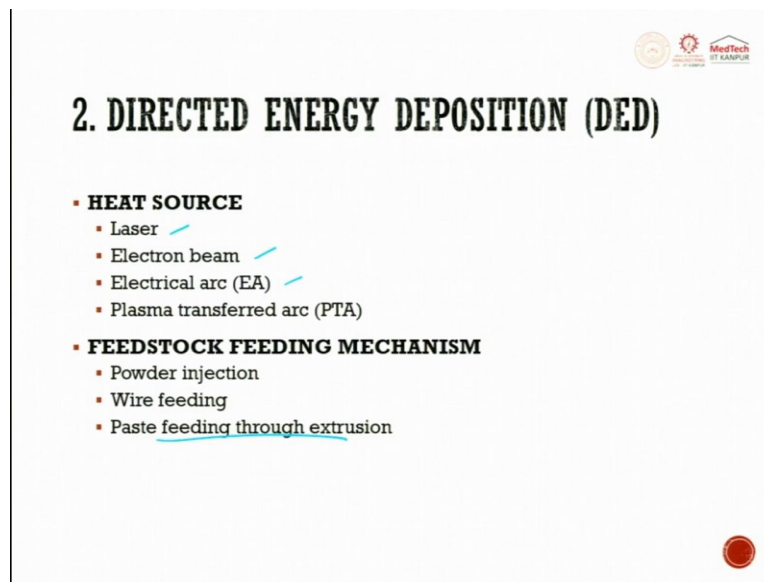 MedTech
IIT KANPUR
2. DIRECTED ENERGY DEPOSITION (DED)
▪ HEAT SOURCE
▪ Laser
▪ Electron beam
▪ Electrical arc (EA)
▪ Plasma transferred arc (PTA)
▪ FEEDSTOCK FEEDING MECHANISM
▪ Powder injection
▪ Wire feeding
▪ Paste feeding through extrusion